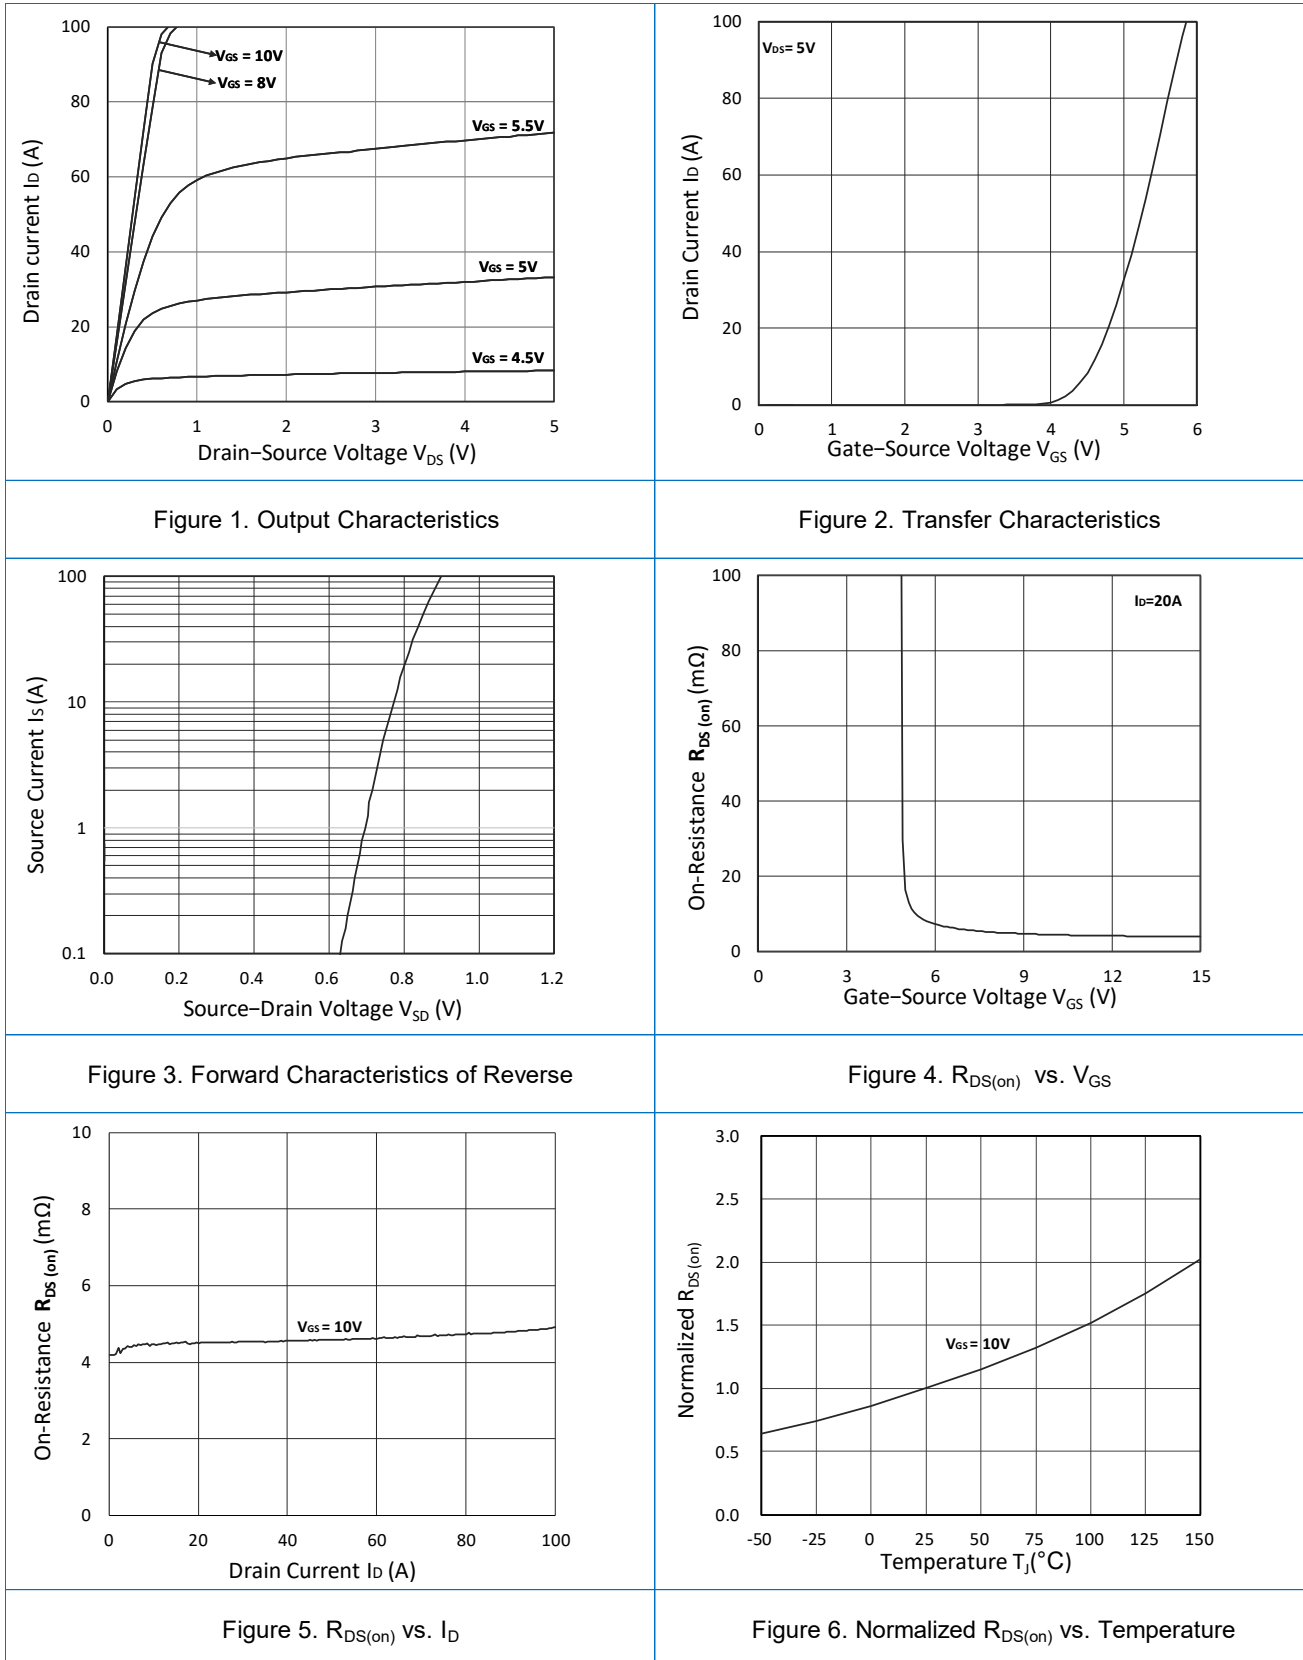 100
80
60
40
20
0
0 1 2 3 4 5
Drain current ID (A)
Drain−Source Voltage VDS (V)
VGS = 10V
VGS = 8V
VGS = 5.5V
VGS = 5V
VGS = 4.5V
Figure 1. Output Characteristics
100
80
60
40
20
0
0 1 2 3 4 5 6
Drain Current ID (A)
Gate−Source Voltage VGS (V)
VDS= 5V
Figure 2. Transfer Characteristics
100
10
1
0.1
0.0 0.2 0.4 0.6 0.8 1.0 1.2
Source Current IS (A)
Source−Drain Voltage VSD (V)
Figure 3. Forward Characteristics of Reverse
100
80
60
40
20
0
0 3 6 9 12 15
On-Resistance RDS (on) (mΩ)
Gate−Source Voltage VGS (V)
ID=20A
Figure 4. RDS(on) vs. VGS
10
8
6
4
2
0
0 20 40 60 80 100
On-Resistance RDS (on) (mΩ)
Drain Current ID (A)
VGS = 10V
Figure 5. RDS(on) vs. ID
3.0
2.5
2.0
1.5
1.0
0.5
0.0
-50 -25 0 25 50 75 100 125 150
Normalized RDS (on)
Temperature TJ(°C)
VGS = 10V
Figure 6. Normalized RDS(on) vs. Temperature